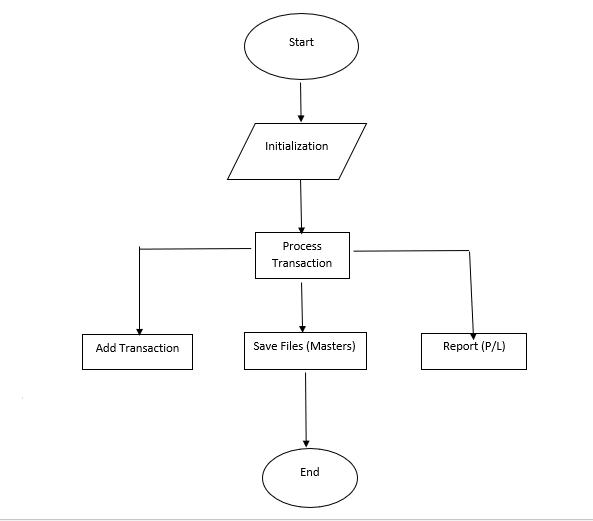 Start
Initialization
Process
Transaction
Add Transaction
Save Files (Masters)
Report (P/L)
End